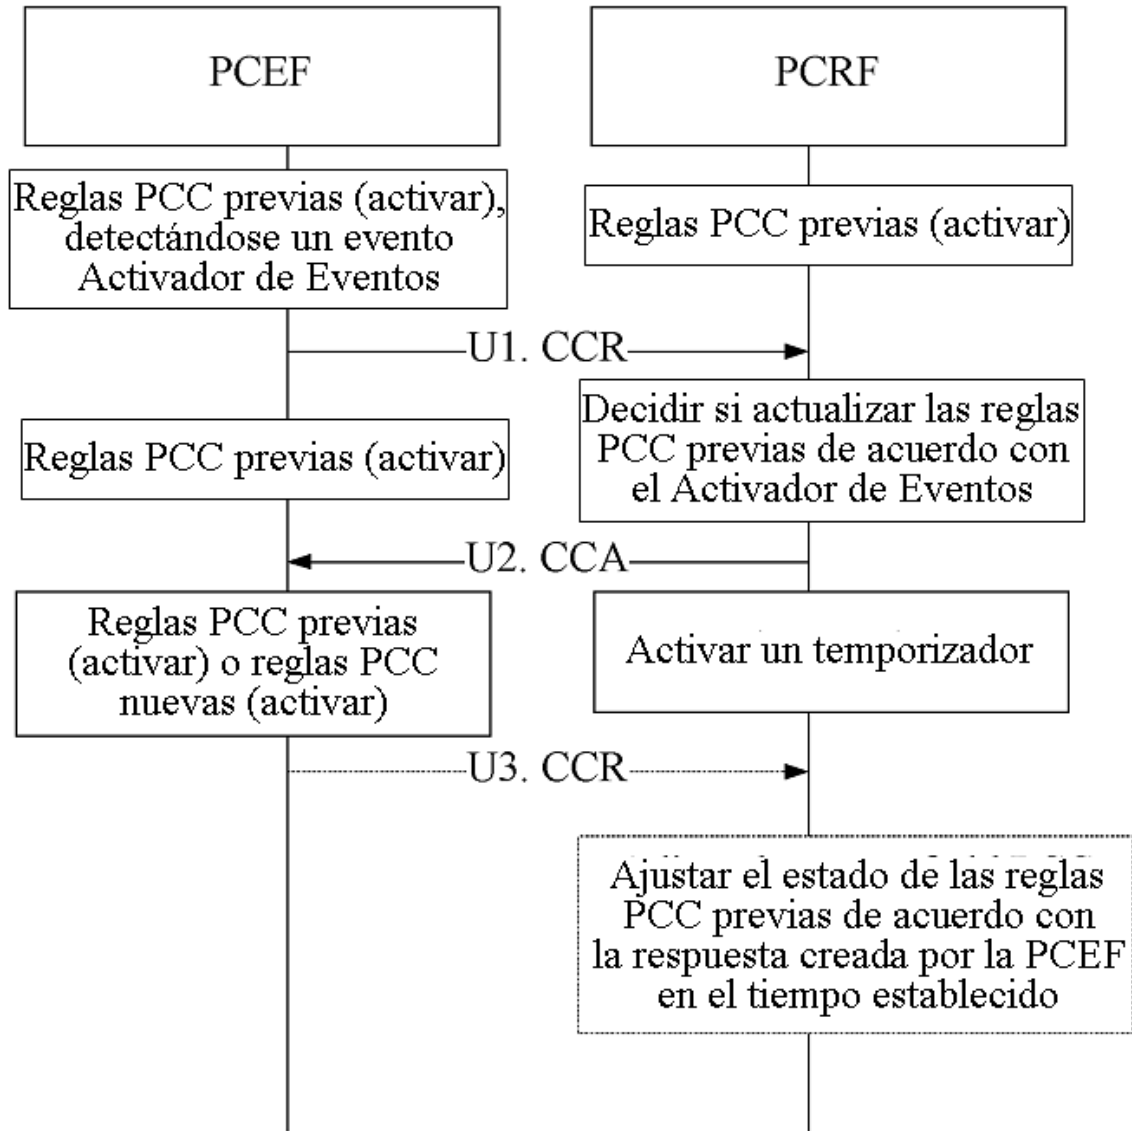 PCEF
PCRF
Reglas PCC previas (activar),
detectándose un evento
Activador de Eventos
Reglas PCC previas (activar)
U1. CCR
Reglas PCC previas (activar)
Decidir si actualizar las reglas
PCC previas de acuerdo con
el Activador de Eventos
U2. CCA
Reglas PCC previas
(activar) o reglas PCC
nuevas (activar)
Activar un temporizador
U3. CCR
Ajustar el estado de las reglas
PCC previas de acuerdo con
la respuesta creada por la PCEF
en el tiempo establecido